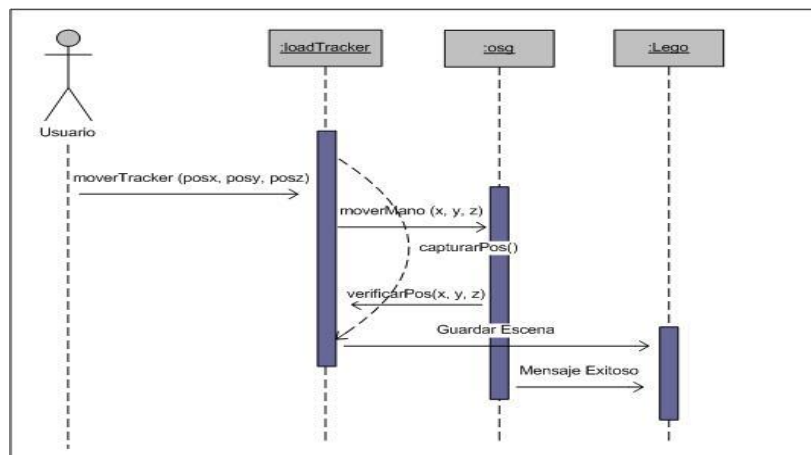 :loadTracker
:osg
:Lego
Usuario
moverTracker (posx, posy, posz)
moverMano (x, y, z)
capturarPos()
verificarPos(x, y, z)
Guardar Escena
Mensaje Exitoso